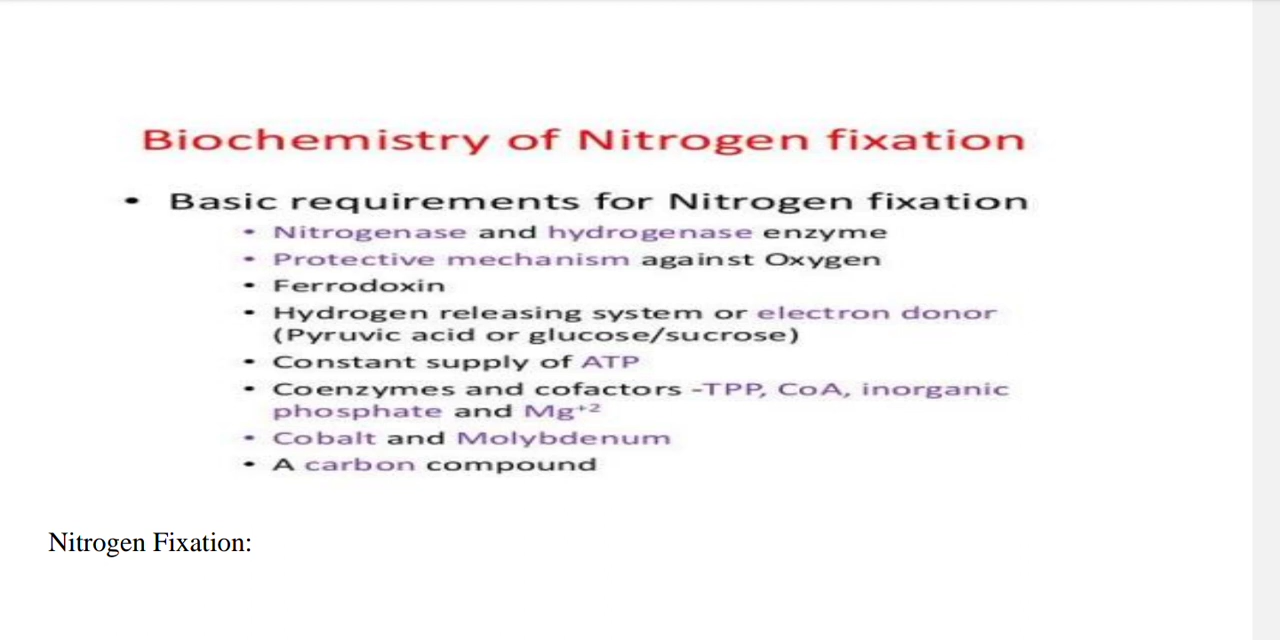 Biochemistry of Nitrogen fixation
• Basic requirements for Nitrogen fixation
• Nitrogenase and hydrogenase enzyme
• Protective mechanism against Oxygen
• Ferrodoxin
• Hydrogen releasing system or electron donor
(Pyruvic acid or glucose/sucrose)
• Constant supply of ATP
• Coenzymes and cofactors -TPP, CoA, inorganic
phosphate and Mg⁺²
• Cobalt and Molybdenum
• A carbon compound
Nitrogen Fixation: